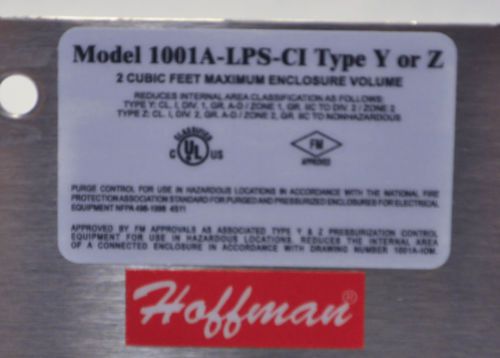 Model 1001A-LPS-CI Type Y or Z
2 CUBIC FEET MAXIMUM ENCLOSURE VOLUME
REDUCES INTERNAL AREA CLASSIFICATION AS FOLLOWS:
TYPE Y: CL. I, DIV. 1, GR. A-D / ZONE 1, GR. IIC TO DIV. 2 / ZONE 2
TYPE Z: CL. I, DIV. 2, GR. A-D / ZONE 2, GR. IIC TO NONHAZARDOUS
CLASSIFIED
C UL US
FM
APPROVED
PURGE CONTROL FOR USE IN HAZARDOUS LOCATIONS IN ACCORDANCE WITH THE NATIONAL FIRE
PROTECTION ASSOCIATION STANDARD FOR PURGED AND PRESSURIZED ENCLOSURES FOR ELECTRICAL
EQUIPMENT NFPA 496-1998 4S11
APPROVED BY FM APPROVALS AS ASSOCIATED TYPE Y & Z PRESSURIZATION CONTROL
EQUIPMENT FOR USE IN HAZARDOUS LOCATIONS. REDUCES THE INTERNAL AREA
OF A CONNECTED ENCLOSURE IN ACCORDANCE WITH DRAWING NUMBER 1001A-IOM.
Hoffman®